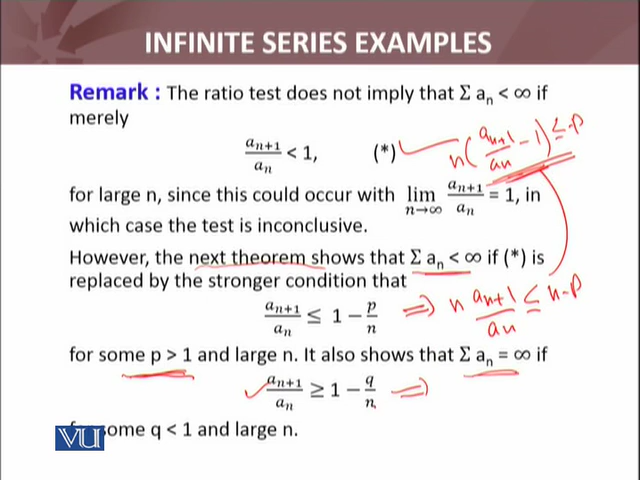 INFINITE SERIES EXAMPLES
Remark : The ratio test does not imply that Σ aₙ < ∞ if
merely
aₙ₊₁/aₙ < 1, (*) n(aₙ₊₁/aₙ - 1) ≤ -p
for large n, since this could occur with lim n→∞ aₙ₊₁/aₙ = 1, in
which case the test is inconclusive.
However, the next theorem shows that Σ aₙ < ∞ if (*) is
replaced by the stronger condition that
aₙ₊₁/aₙ ≤ 1 − p/n ⇒ n aₙ₊₁/aₙ ≤ n-p
for some p > 1 and large n. It also shows that Σ aₙ = ∞ if
✓ aₙ₊₁/aₙ ≥ 1 − q/n ⇒
some q < 1 and large n.
VU